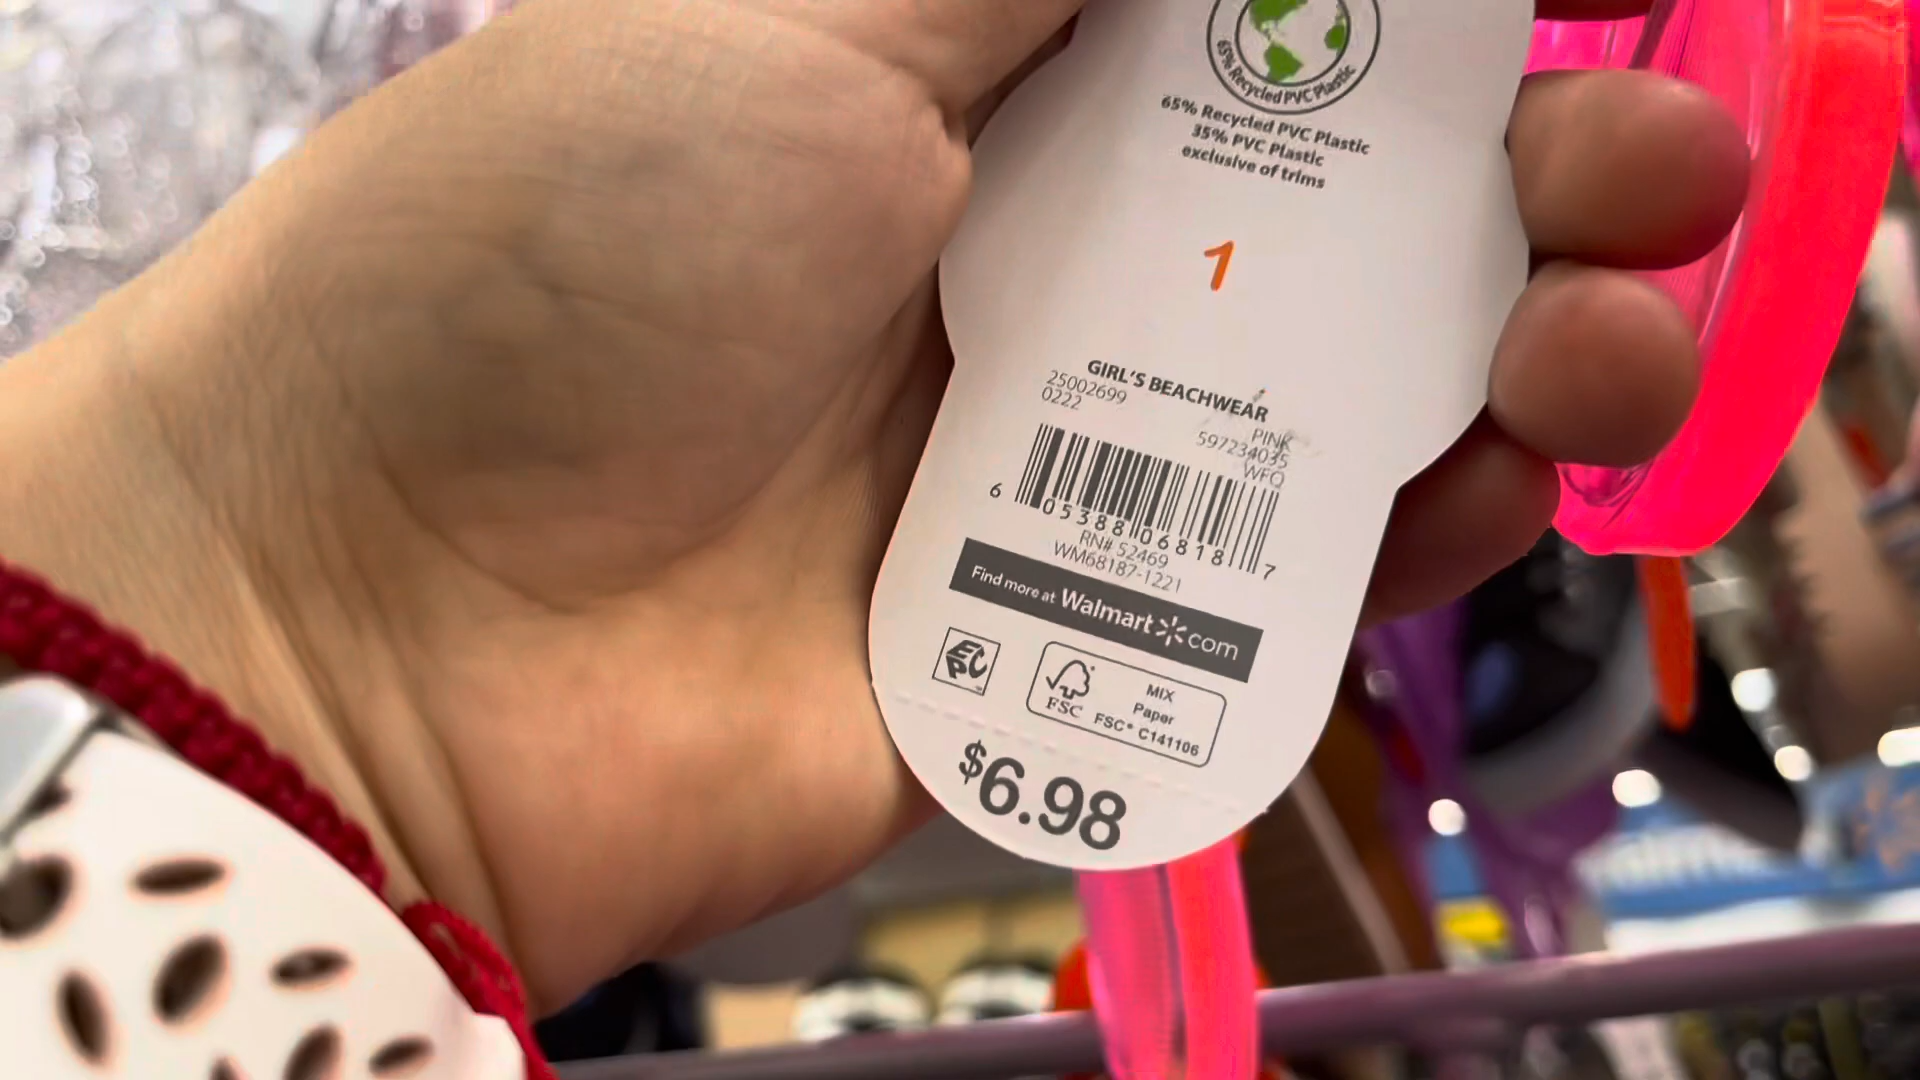 65% Recycled PVC Plastic
65% Recycled PVC Plastic
35% PVC Plastic
exclusive of trims
1
GIRL'S BEACHWEAR
25002699
0222
PINK
597234035
WFQ
6 05388 06818 7
RN# 52469
WM68187-1221
Find more at Walmart.com
EPC
FSC
MIX
Paper
FSC® C141106
$6.98